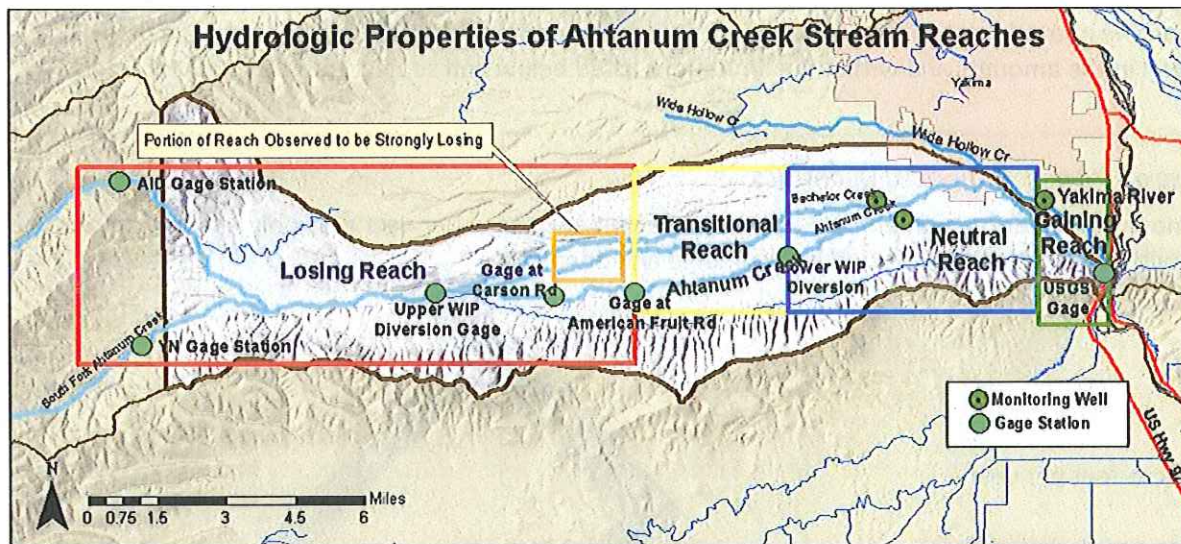 Hydrologic Properties of Ahtanum Creek Stream Reaches
Yakima
Wide Hollow Cr
Wide Hollow Cr
Portion of Reach Observed to be Strongly Losing
AID Gage Station
Bachelor Creek
Yakima River
Ahtanum Creek
Gaining
Reach
Transitional
Reach
Neutral
Reach
Losing Reach
Gage at
Carson Rd
Ahtanum Cr
Lower WIP
Diversion
USGS
Gage
Upper WIP
Diversion Gage
Gage at
American Fruit Rd
YN Gage Station
South Fork Ahtanum Creek
Monitoring Well
Gage Station
US Hwy
N
Miles
0 0.75 1.5 3 4.5 6